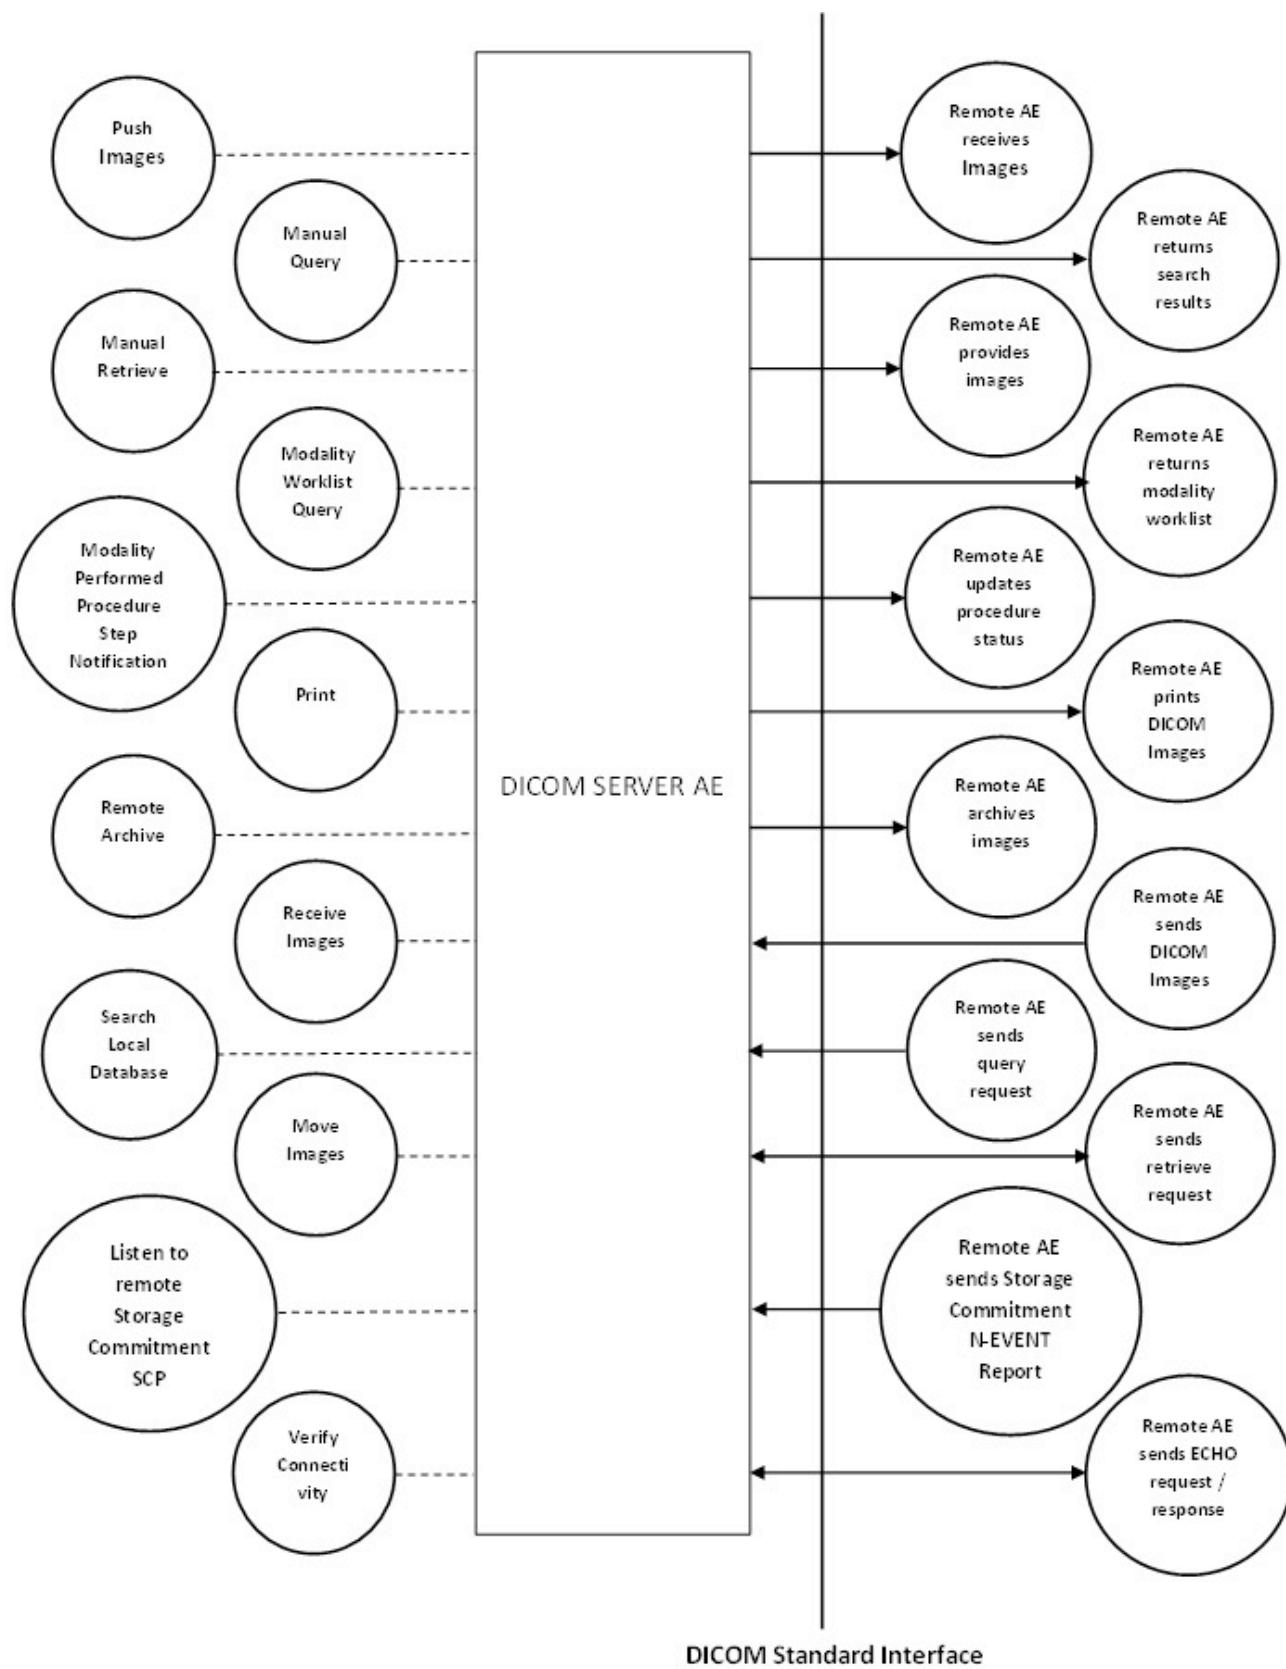 Push
Images
Remote AE
receives
Images
Manual
Query
Remote AE
returns
search
results
Manual
Retrieve
Remote AE
provides
images
Modality
Worklist
Query
Remote AE
returns
modality
worklist
Modality
Performed
Procedure
Step
Notification
Remote AE
updates
procedure
status
Print
Remote AE
prints
DICOM
Images
DICOM SERVER AE
Remote
Archive
Remote AE
archives
images
Receive
Images
Remote AE
sends
DICOM
Images
Search
Local
Database
Remote AE
sends
query
request
Move
Images
Remote AE
sends
retrieve
request
Listen to
remote
Storage
Commitment
SCP
Remote AE
sends Storage
Commitment
N-EVENT
Report
Verify
Connecti
vity
Remote AE
sends ECHO
request /
response
DICOM Standard Interface